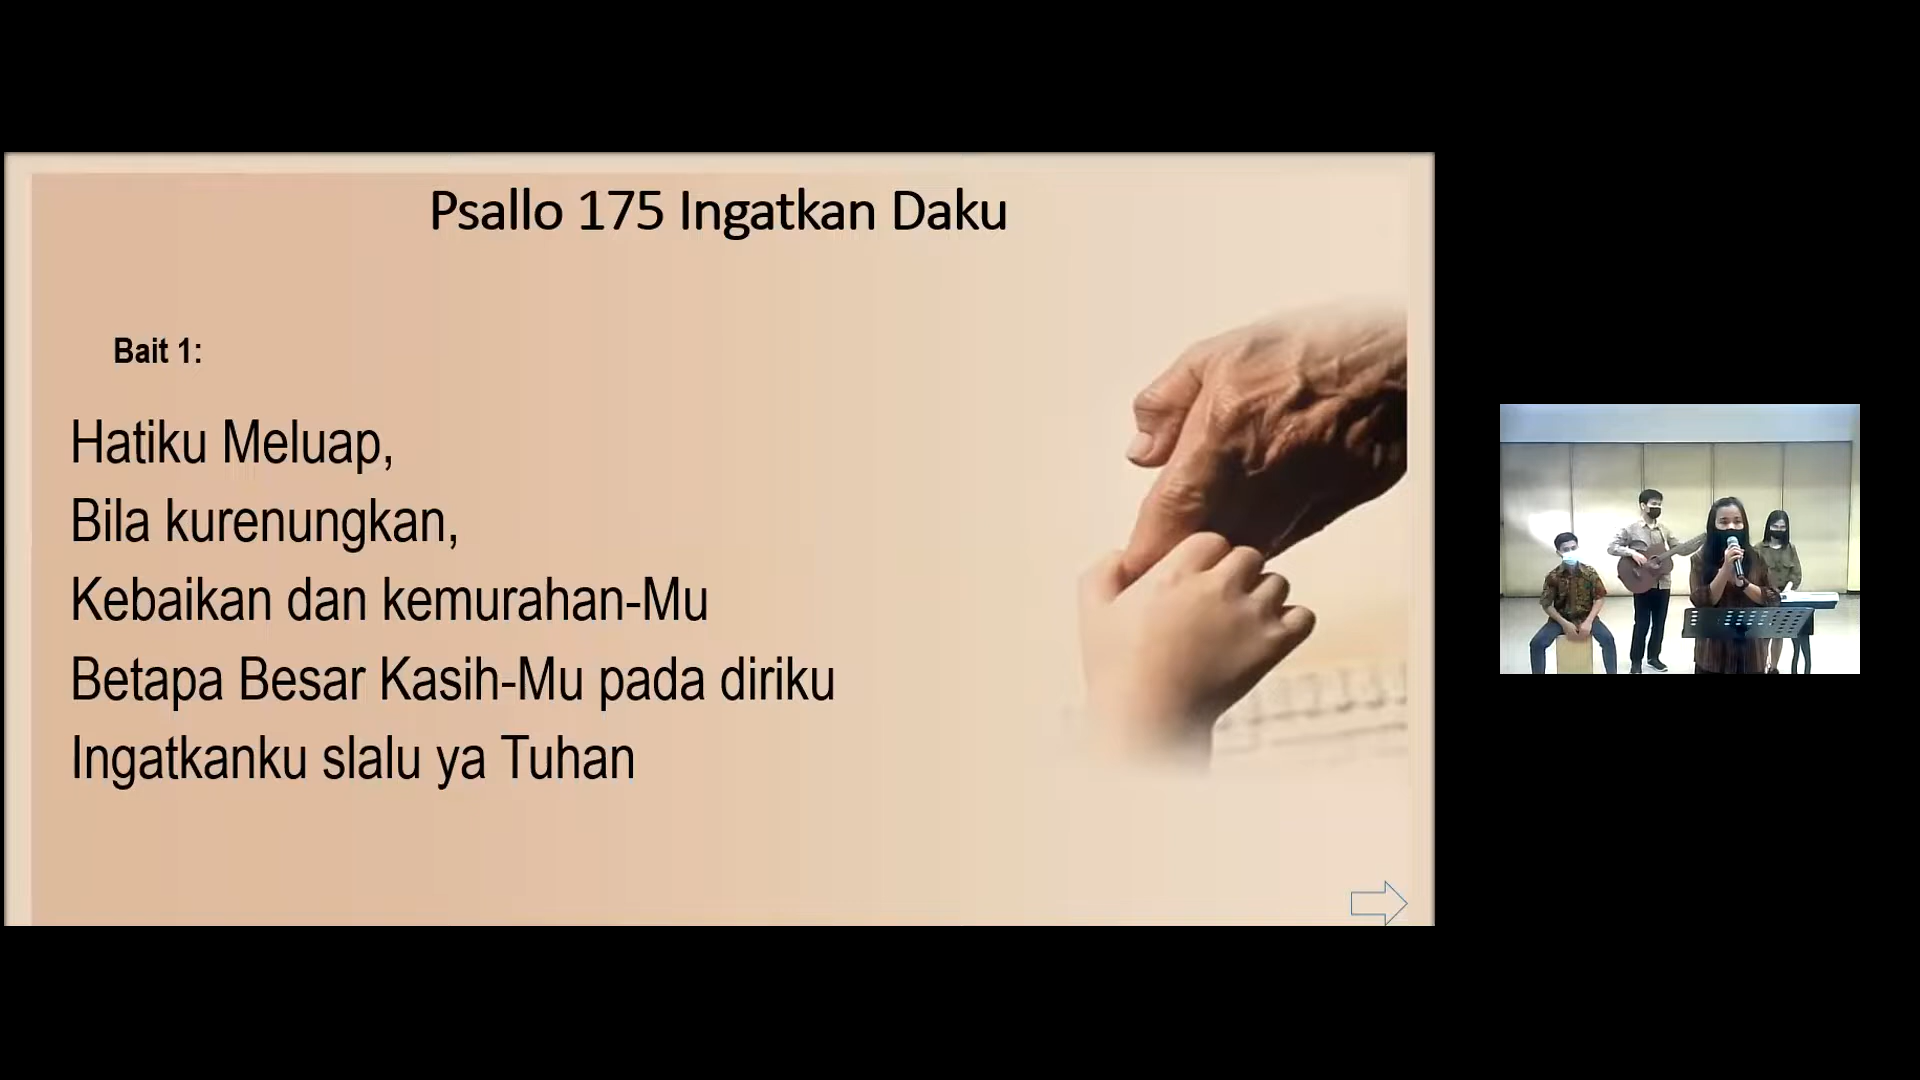 Psallo 175 Ingatkan Daku
Bait 1:
Hatiku Meluap,
Bila kurenungkan,
Kebaikan dan kemurahan-Mu
Betapa Besar Kasih-Mu pada diriku
Ingatkanku slalu ya Tuhan